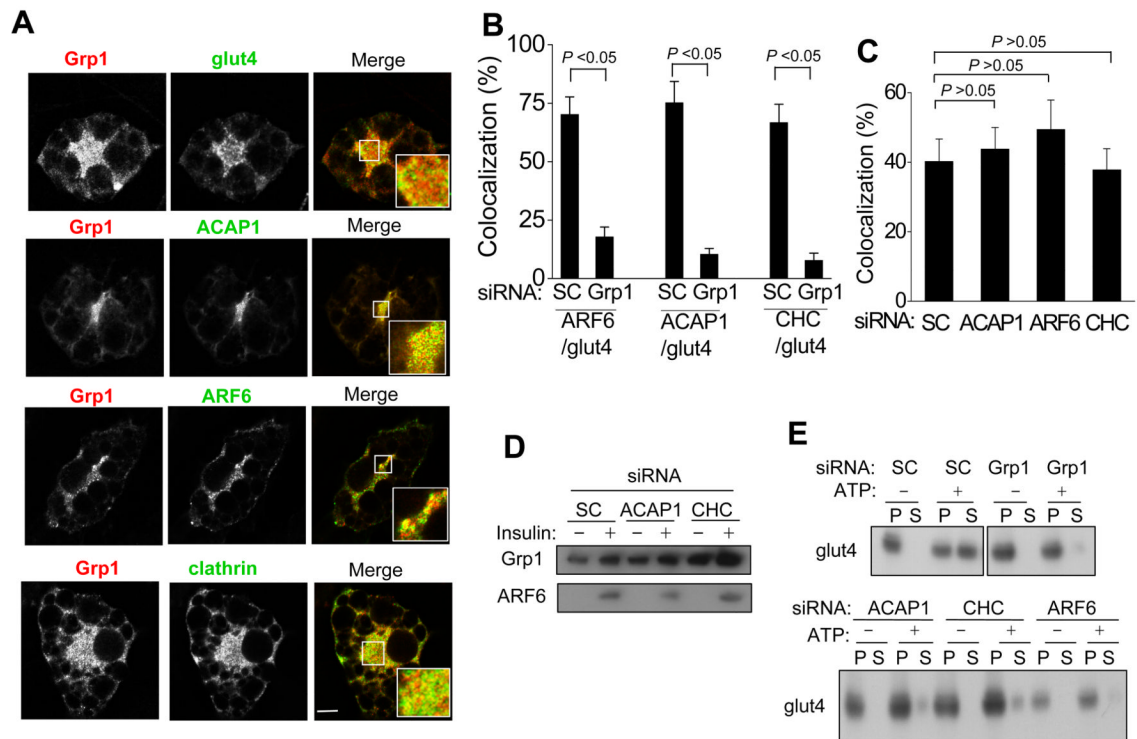 A
Grp1 glut4 Merge
Grp1 ACAP1 Merge
Grp1 ARF6 Merge
Grp1 clathrin Merge
B
Colocalization (%)
100
75
50
25
0
P <0.05 P <0.05 P <0.05
siRNA: SC Grp1 SC Grp1 SC Grp1
ARF6 ACAP1 CHC
/glut4 /glut4 /glut4
C
Colocalization (%)
80
60
40
20
0
P >0.05
P >0.05
P >0.05
siRNA: SC ACAP1 ARF6 CHC
D
siRNA
SC ACAP1 CHC
Insulin: – + – + – +
Grp1
ARF6
E
siRNA: SC SC Grp1 Grp1
ATP: – + – +
P S P S P S P S
glut4
siRNA: ACAP1 CHC ARF6
ATP: – + – + – +
P S P S P S P S P S P S
glut4